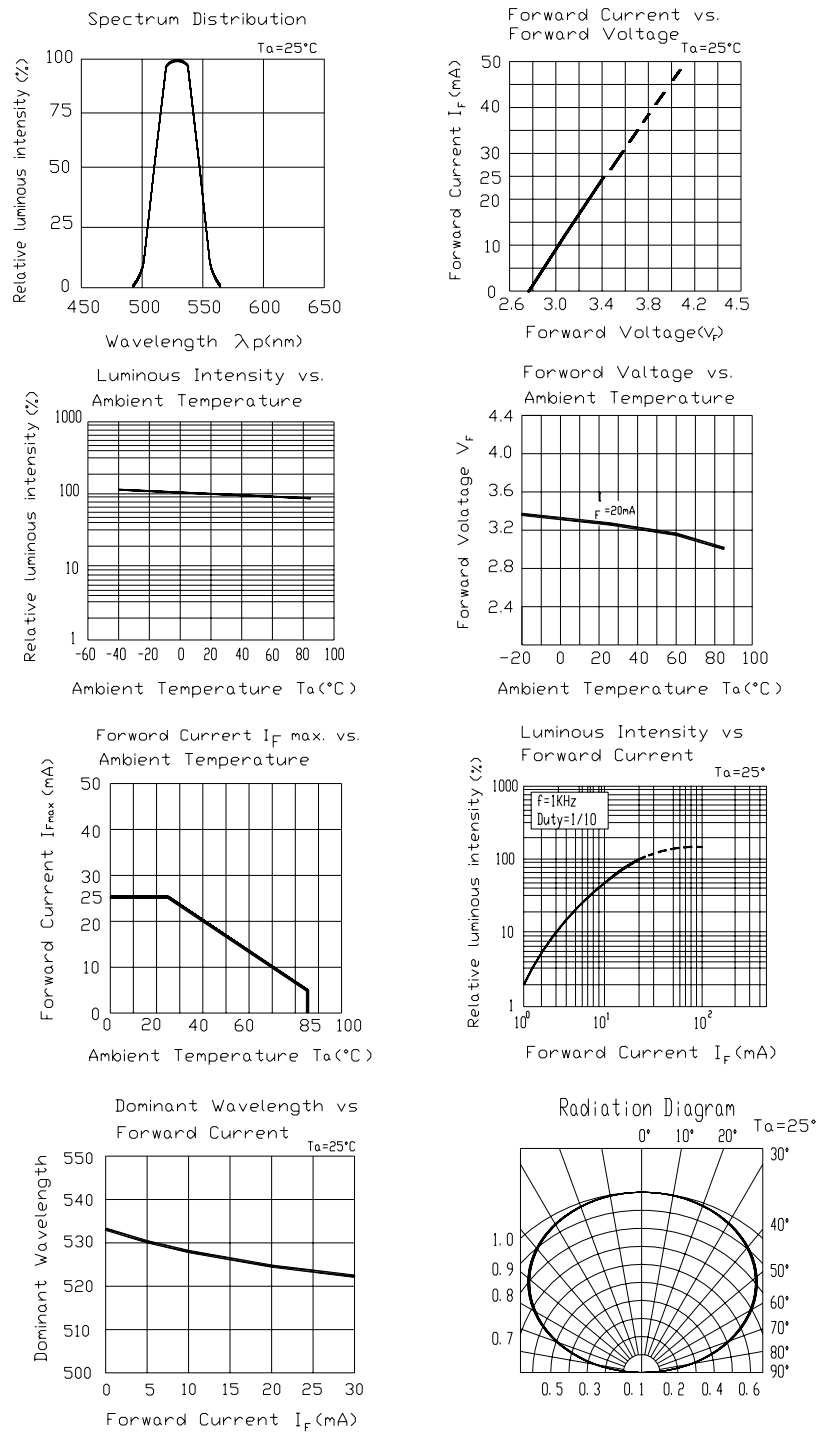 Spectrum Distribution
Ta=25°C
Relative luminous intensity (%)
100
75
50
25
0
450 500 550 600 650
Wavelength λp(nm)
Forward Current vs.
Forward Voltage
Ta=25°C
Forward Current IF (mA)
50
40
30
25
20
10
0
2.6 3.0 3.4 3.8 4.2 4.5
Forward Voltage(VF)
Luminous Intensity vs.
Ambient Temperature
Relative luminous intensity (%)
1000
100
10
1
-60 -40 -20 0 20 40 60 80 100
Ambient Temperature Ta(°C)
Forword Valtage vs.
Ambient Temperature
Forward Volatage VF
4.4
4.0
3.6
3.2
2.8
2.4
F =20mA
-20 0 20 40 60 80 100
Ambient Temperature Ta(°C)
Forword Current IF max. vs.
Ambient Temperature
Forward Current IFmax (mA)
50
40
30
25
20
10
0
0 20 40 60 85 100
Ambient Temperature Ta(°C)
Luminous Intensity vs
Forward Current
Ta=25°
Relative luminous intensity (%)
1000
100
10
1
f=1KHz
Duty=1/10
10⁰ 10¹ 10²
Forward Current IF (mA)
Dominant Wavelength vs
Forward Current
Ta=25°C
Dominant Wavelength
550
540
530
520
510
500
0 5 10 15 20 25 30
Forward Current IF (mA)
Radiation Diagram
Ta=25°
0° 10° 20°
30°
40°
50°
60°
70°
80°
90°
1.0
0.9
0.8
0.7
0.5 0.3 0.1 0.2 0.4 0.6